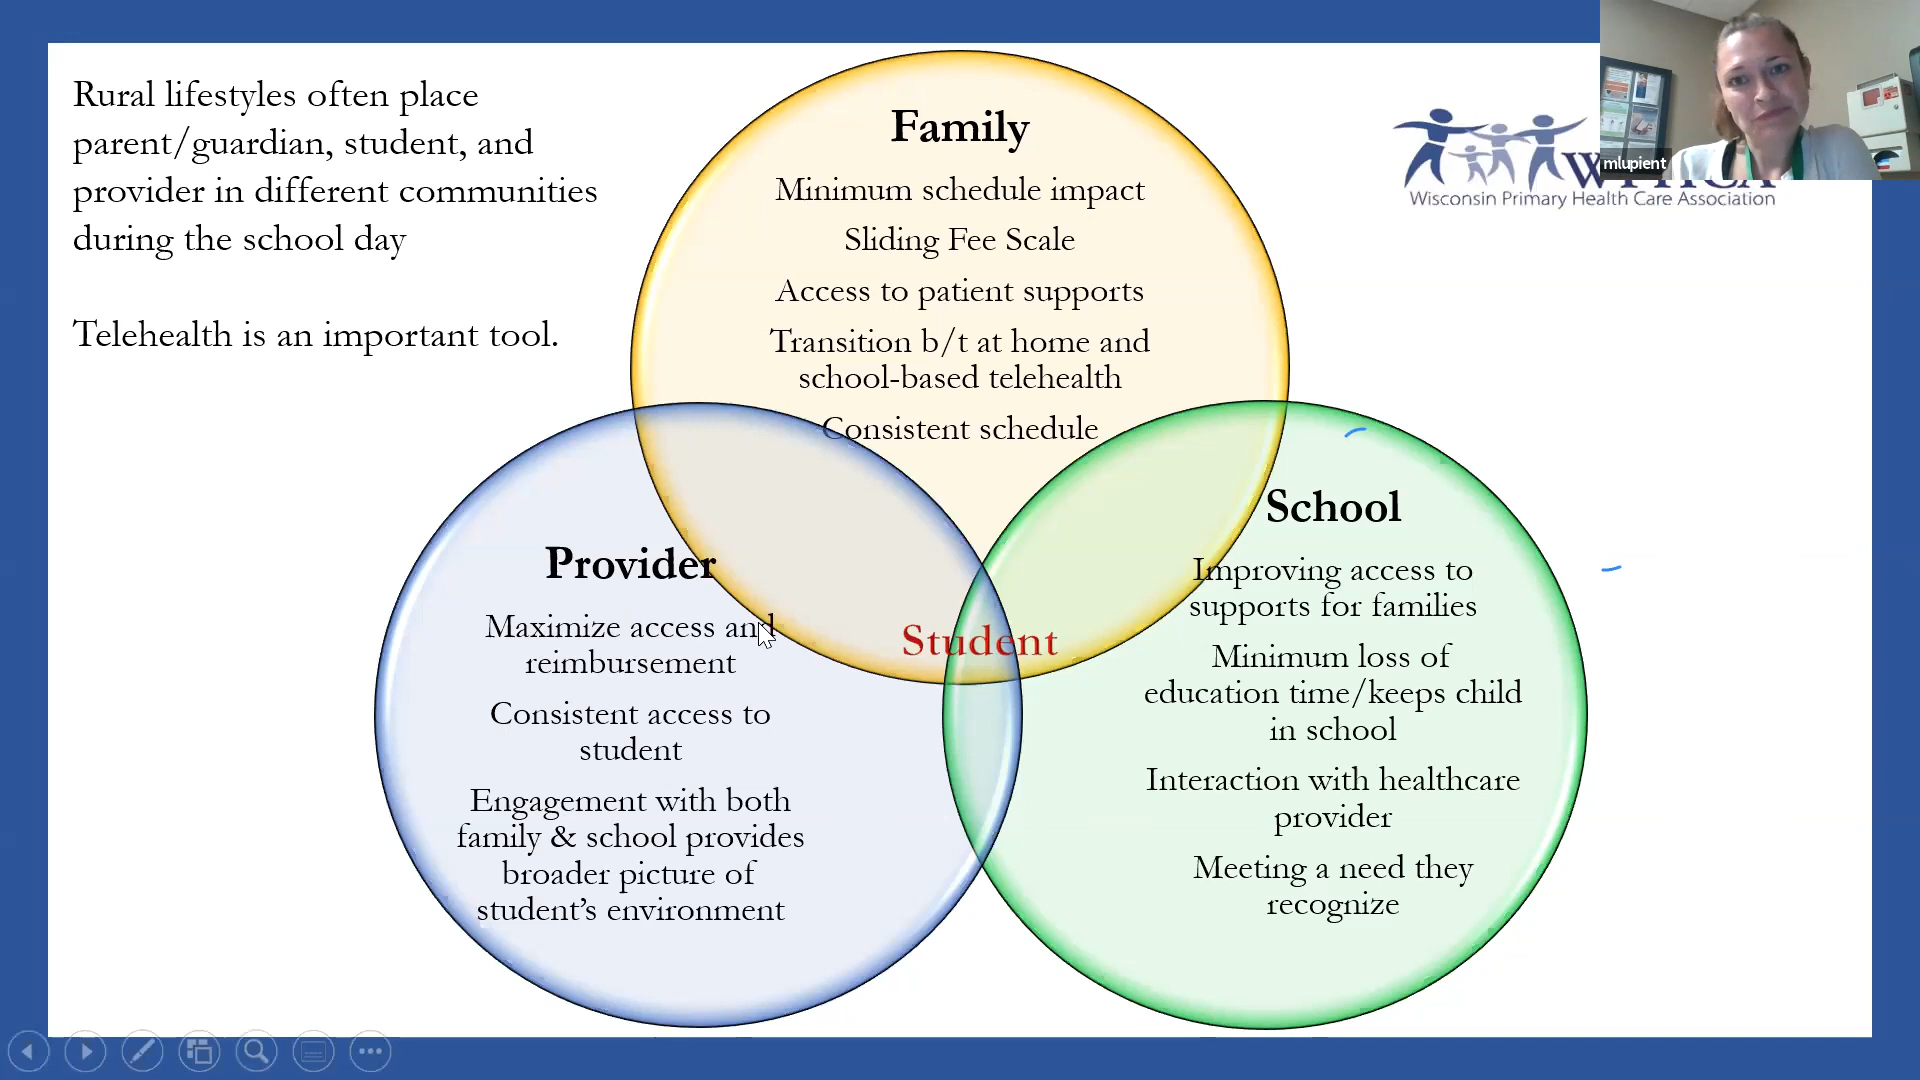 Rural lifestyles often place
parent/guardian, student, and
provider in different communities
during the school day
Telehealth is an important tool.
Family
Minimum schedule impact
Sliding Fee Scale
Access to patient supports
Transition b/t at home and
school-based telehealth
Consistent schedule
Wisconsin Primary Health Care Association
mlupient
Provider
Maximize access and
reimbursement
Consistent access to
student
Engagement with both
family & school provides
broader picture of
student’s environment
Student
School
Improving access to
supports for families
Minimum loss of
education time/keeps child
in school
Interaction with healthcare
provider
Meeting a need they
recognize